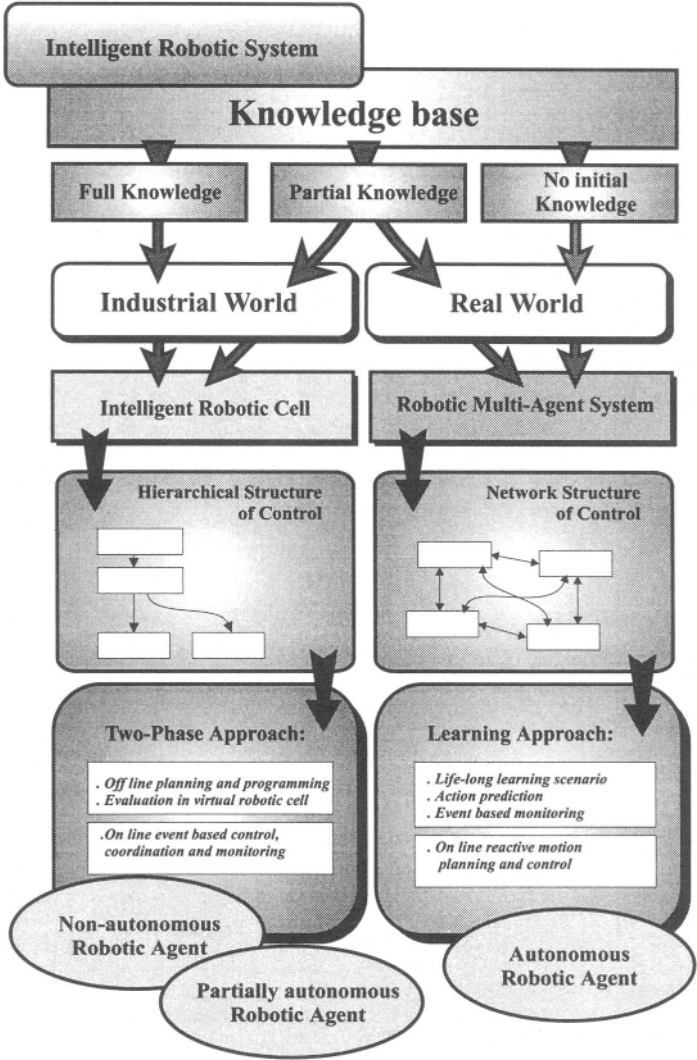 Intelligent Robotic System
Knowledge base
Full Knowledge
Partial Knowledge
No initial
Knowledge
Industrial World
Real World
Intelligent Robotic Cell
Robotic Multi-Agent System
Hierarchical Structure
of Control
Network Structure
of Control
Two-Phase Approach:
. Off line planning and programming
. Evaluation in virtual robotic cell
.On line event based control,
coordination and monitoring
Learning Approach:
. Life-long learning scenario
. Action prediction
. Event based monitoring
. On line reactive motion
planning and control
Non-autonomous
Robotic Agent
Partially autonomous
Robotic Agent
Autonomous
Robotic Agent